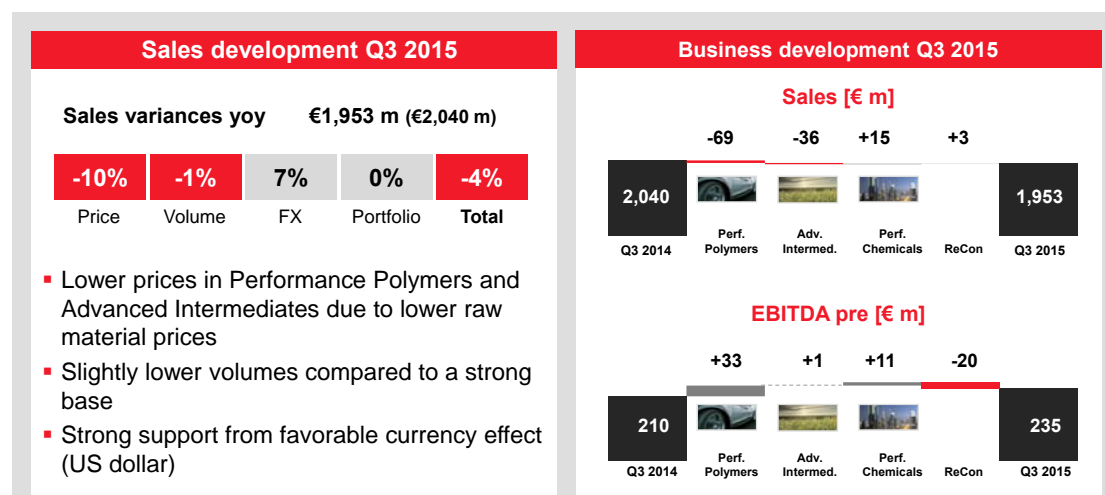 Sales development Q3 2015
Sales variances yoy €1,953 m (€2,040 m)
-10% -1% 7% 0% -4%
Price Volume FX Portfolio Total
▪ Lower prices in Performance Polymers and
Advanced Intermediates due to lower raw
material prices
▪ Slightly lower volumes compared to a strong
base
▪ Strong support from favorable currency effect
(US dollar)
Business development Q3 2015
Sales [€ m]
-69 -36 +15 +3
2,040 1,953
Perf. Adv. Perf.
Q3 2014 Polymers Intermed. Chemicals ReCon Q3 2015
EBITDA pre [€ m]
+33 +1 +11 -20
210 235
Perf. Adv. Perf.
Q3 2014 Polymers Intermed. Chemicals ReCon Q3 2015